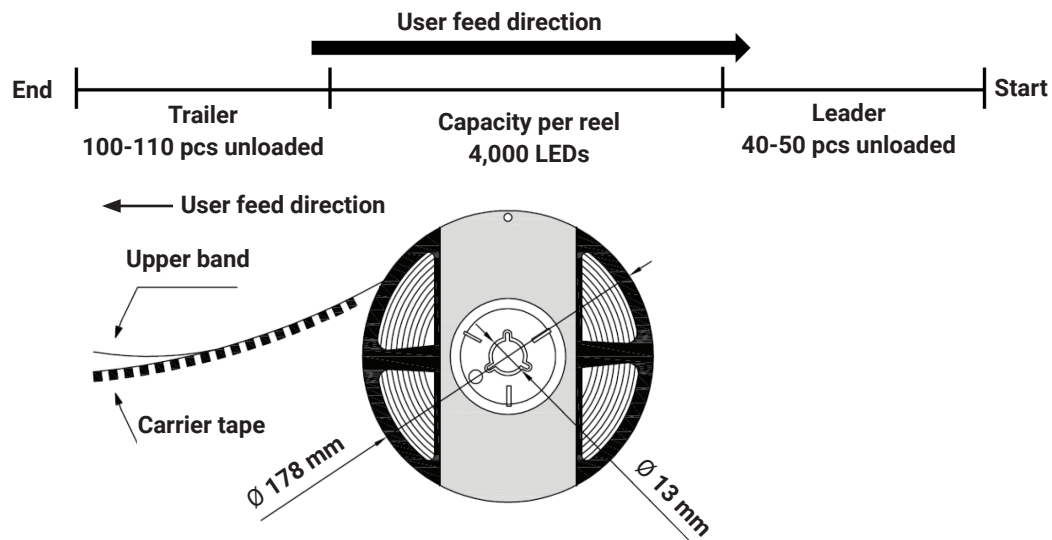 User feed direction
End
Start
Trailer
100-110 pcs unloaded
Capacity per reel
4,000 LEDs
Leader
40-50 pcs unloaded
User feed direction
Upper band
Carrier tape
Ø 178 mm
Ø 13 mm